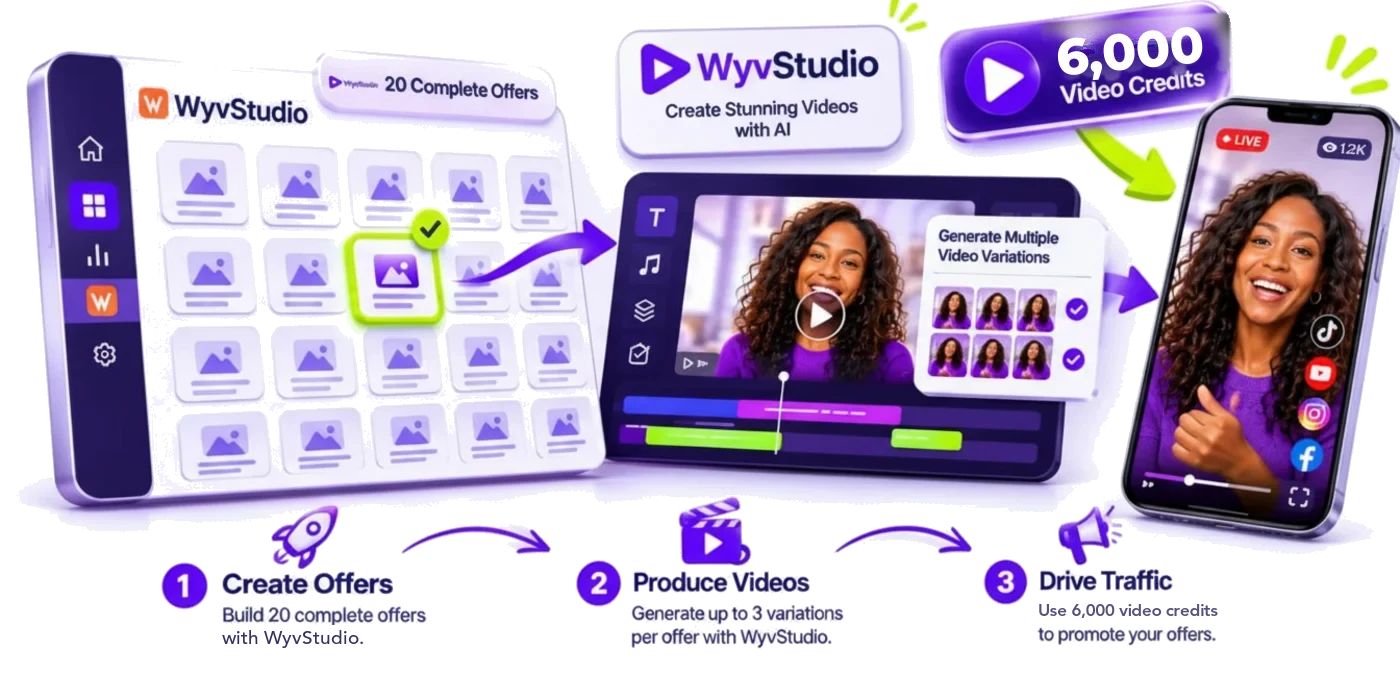 W WyvStudio
WyvStudio 20 Complete Offers
WyvStudio
Create Stunning Videos
with AI
6,000
Video Credits
LIVE
12K
T
Generate Multiple
Video Variations
W
1 Create Offers
Build 20 complete offers
with WyvStudio.
2 Produce Videos
Generate up to 3 variations
per offer with WyvStudio.
3 Drive Traffic
Use 6,000 video credits
to promote your offers.